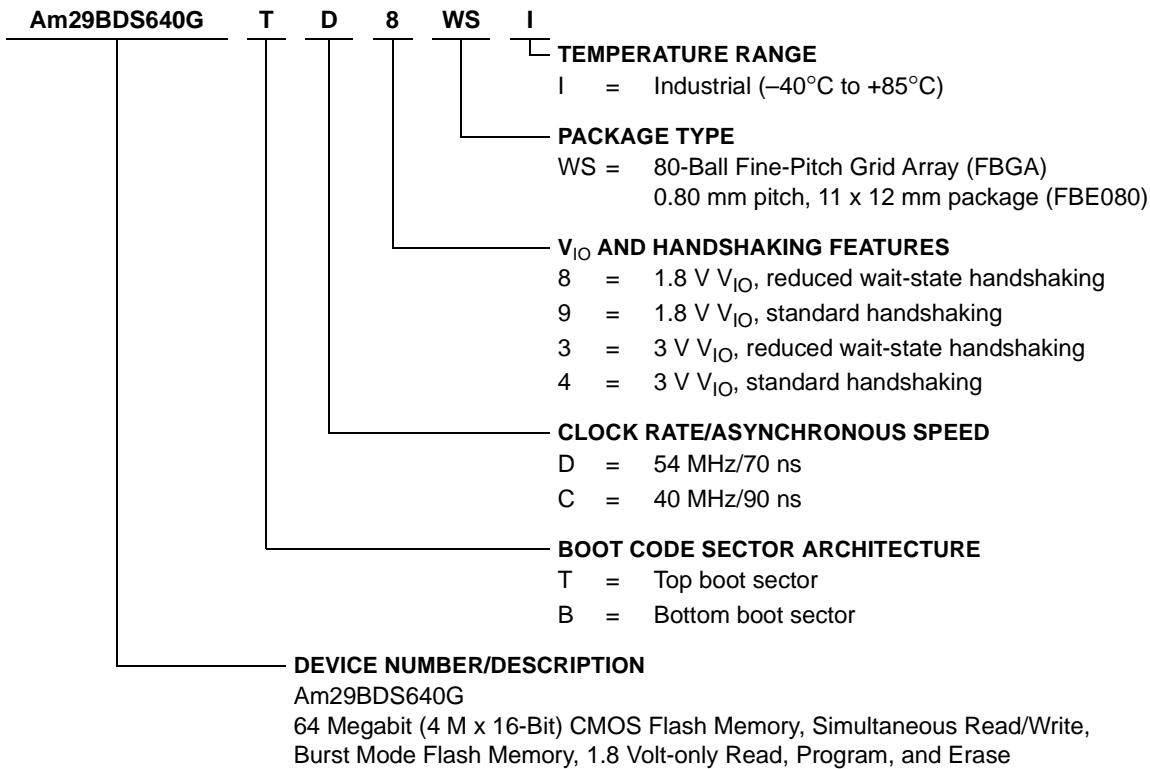 Am29BDS640G T D 8 WS I
TEMPERATURE RANGE
I = Industrial (–40°C to +85°C)
PACKAGE TYPE
WS = 80-Ball Fine-Pitch Grid Array (FBGA)
0.80 mm pitch, 11 x 12 mm package (FBE080)
VIO AND HANDSHAKING FEATURES
8 = 1.8 V VIO, reduced wait-state handshaking
9 = 1.8 V VIO, standard handshaking
3 = 3 V VIO, reduced wait-state handshaking
4 = 3 V VIO, standard handshaking
CLOCK RATE/ASYNCHRONOUS SPEED
D = 54 MHz/70 ns
C = 40 MHz/90 ns
BOOT CODE SECTOR ARCHITECTURE
T = Top boot sector
B = Bottom boot sector
DEVICE NUMBER/DESCRIPTION
Am29BDS640G
64 Megabit (4 M x 16-Bit) CMOS Flash Memory, Simultaneous Read/Write,
Burst Mode Flash Memory, 1.8 Volt-only Read, Program, and Erase